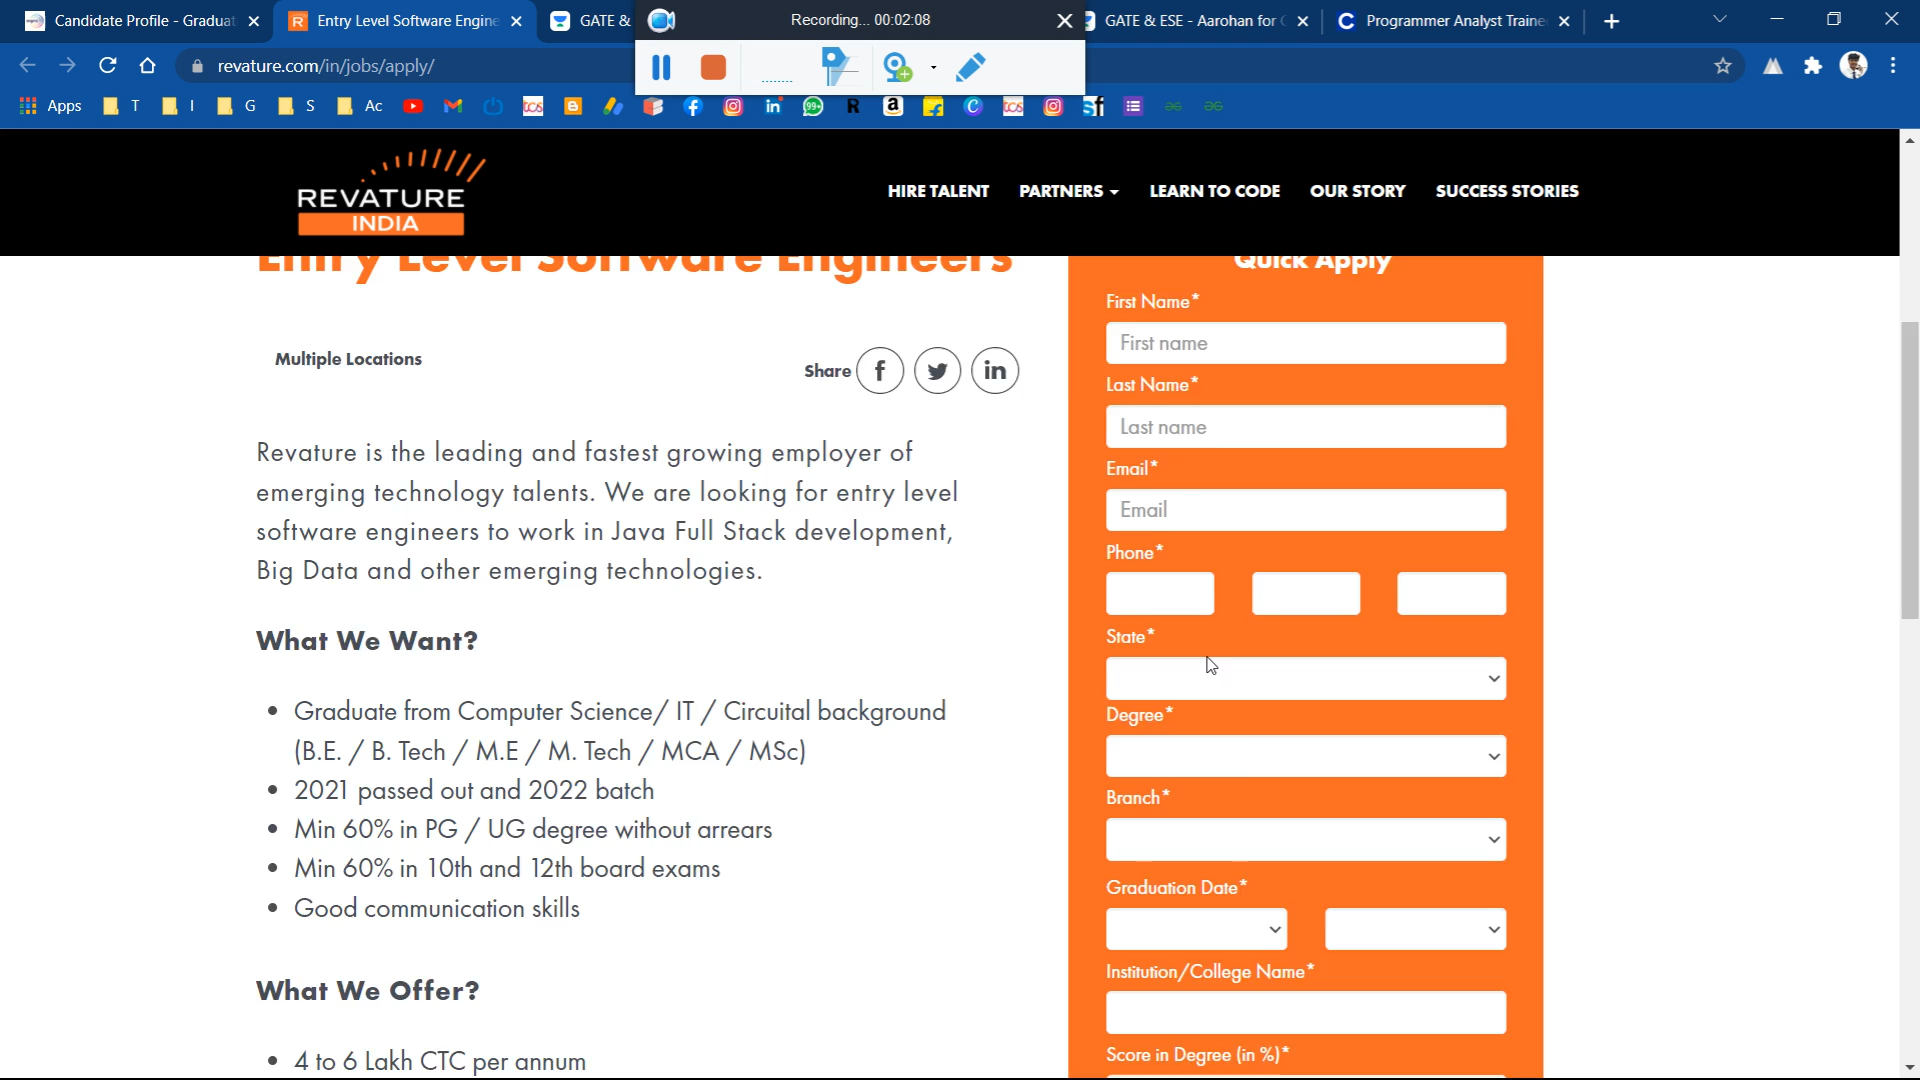 Candidate Profile - Graduat
Entry Level Software Engine
GATE &
Recording... 00:02:08
GATE & ESE - Aarohan for
Programmer Analyst Traine
revature.com/in/jobs/apply/
Apps
T
I
G
S
Ac
REVATURE
INDIA
HIRE TALENT
PARTNERS
LEARN TO CODE
OUR STORY
SUCCESS STORIES
Entry Level Software Engineers
Multiple Locations
Share
Revature is the leading and fastest growing employer of
emerging technology talents. We are looking for entry level
software engineers to work in Java Full Stack development,
Big Data and other emerging technologies.
What We Want?
• Graduate from Computer Science/ IT / Circuital background
(B.E. / B. Tech / M.E / M. Tech / MCA / MSc)
• 2021 passed out and 2022 batch
• Min 60% in PG / UG degree without arrears
• Min 60% in 10th and 12th board exams
• Good communication skills
What We Offer?
• 4 to 6 Lakh CTC per annum
Quick Apply
First Name*
First name
Last Name*
Last name
Email*
Email
Phone*
State*
Degree*
Branch*
Graduation Date*
Institution/College Name*
Score in Degree (in %)*